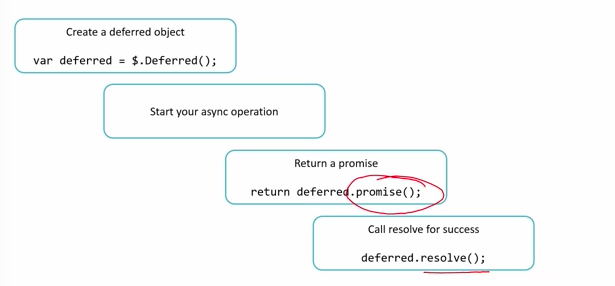 Create a deferred object
var deferred = $.Deferred();
Start your async operation
Return a promise
return deferred.promise();
Call resolve for success
deferred.resolve();